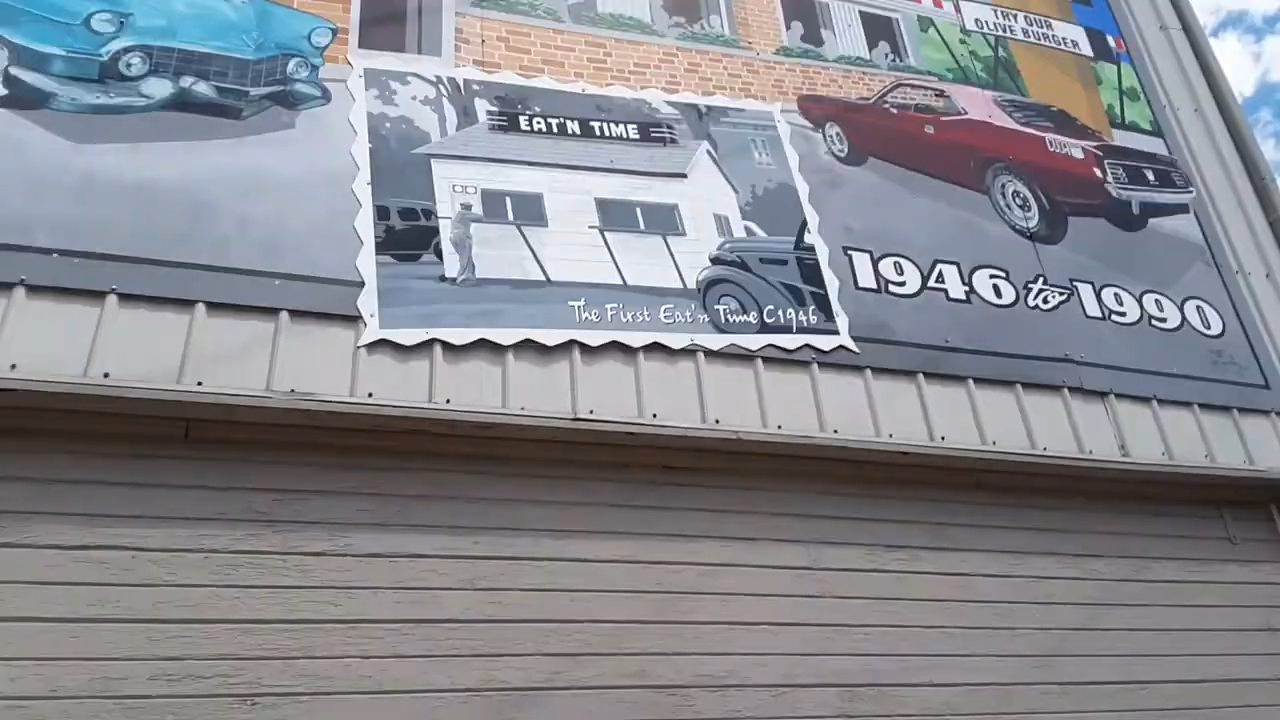 TRY OUR
OLIVE BURGER
EAT'N TIME
1946 to 1990
The First Eat'n Time C1946